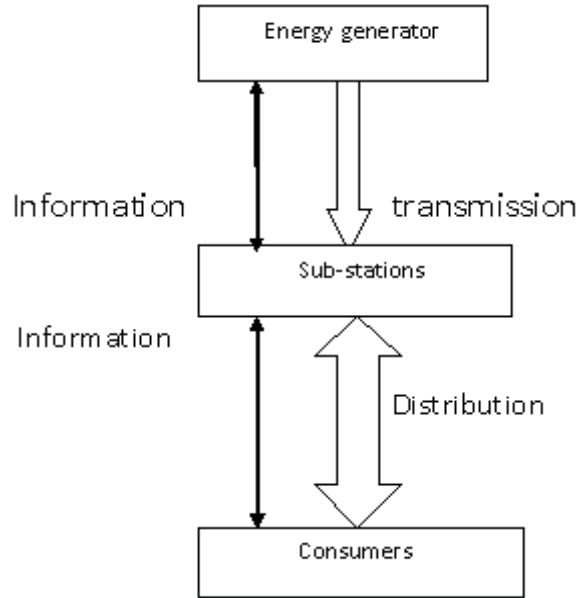 Energy generator
Information
transmission
Sub-stations
Information
Distribution
Consumers